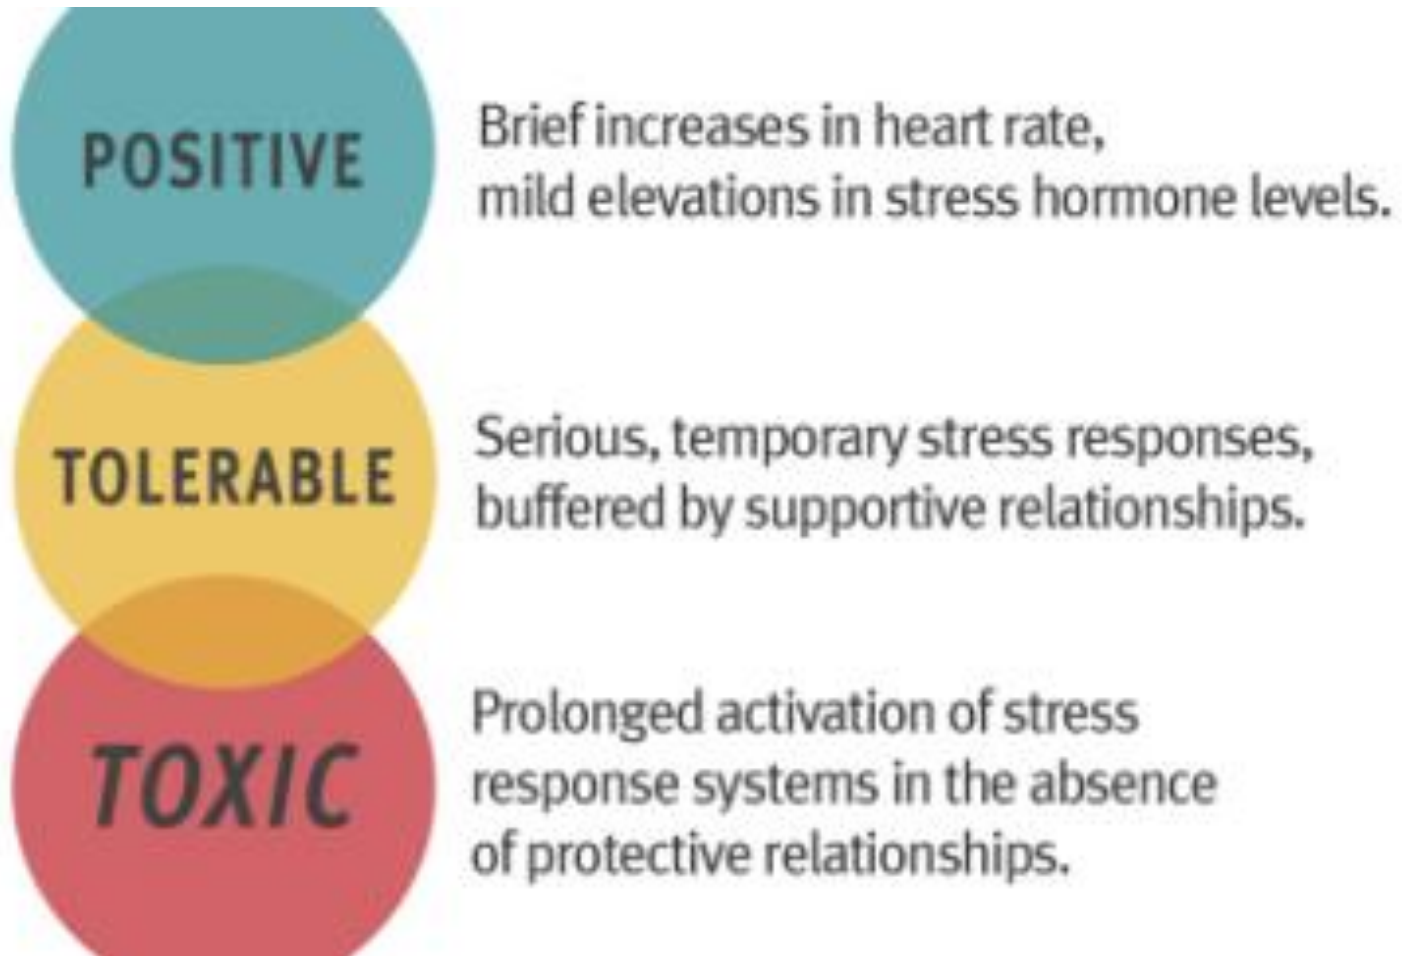 POSITIVE
Brief increases in heart rate,
mild elevations in stress hormone levels.
TOLERABLE
Serious, temporary stress responses,
buffered by supportive relationships.
TOXIC
Prolonged activation of stress
response systems in the absence
of protective relationships.